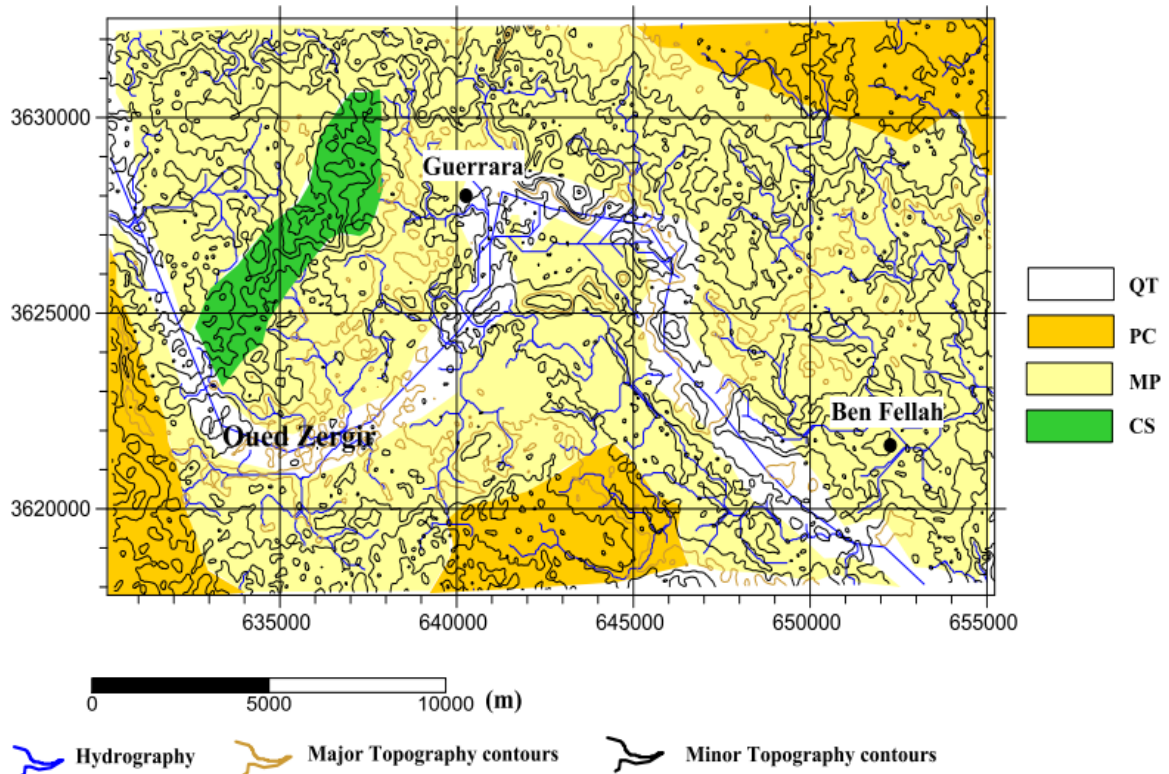 3630000
3625000
3620000
Guerrara
Ben Fellah
Oued Zergir
635000 640000 645000 650000 655000
QT
PC
MP
CS
0 5000 10000 (m)
Hydrography Major Topography contours Minor Topography contours